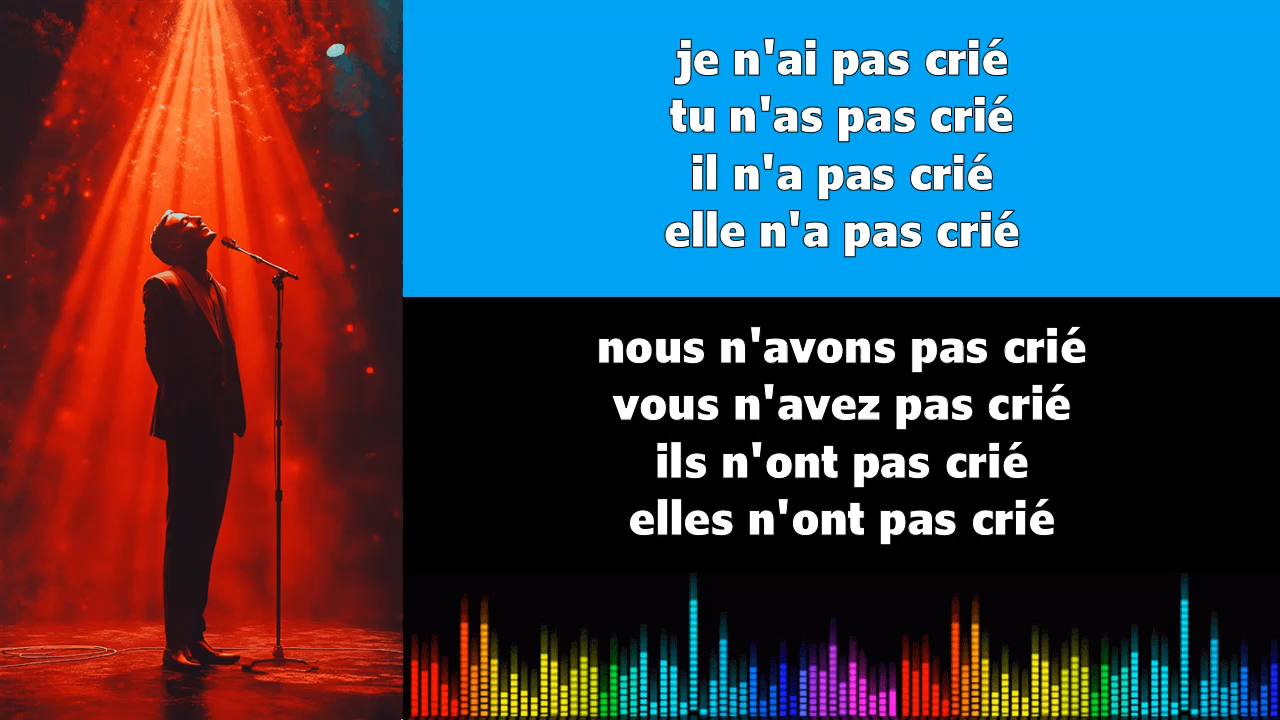 je n'ai pas crié
tu n'as pas crié
il n'a pas crié
elle n'a pas crié
nous n'avons pas crié
vous n'avez pas crié
ils n'ont pas crié
elles n'ont pas crié